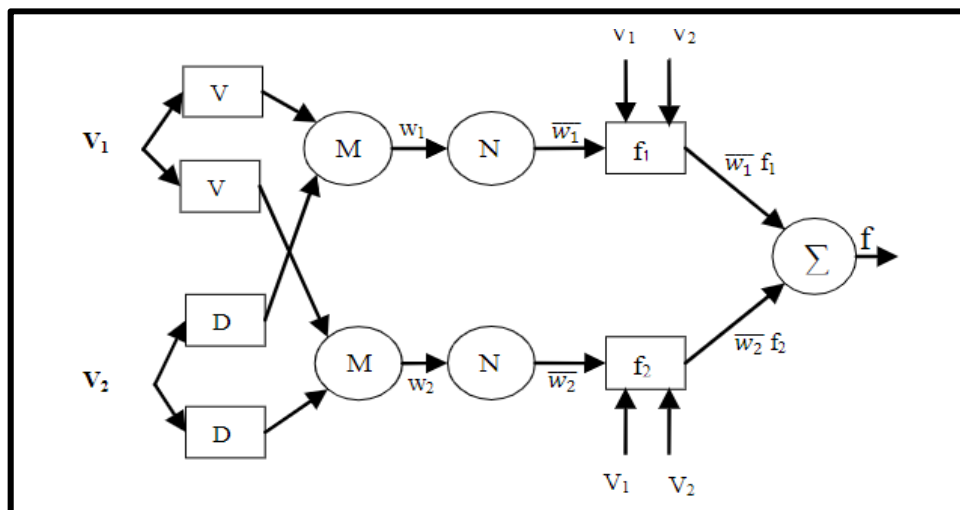 V₁ V₂
V
V₁
M
w₁
N
w̅₁
f₁
w̅₁ f₁
V
Σ
f
D
V₂
M
w₂
N
w̅₂
f₂
w̅₂ f₂
D
V₁ V₂